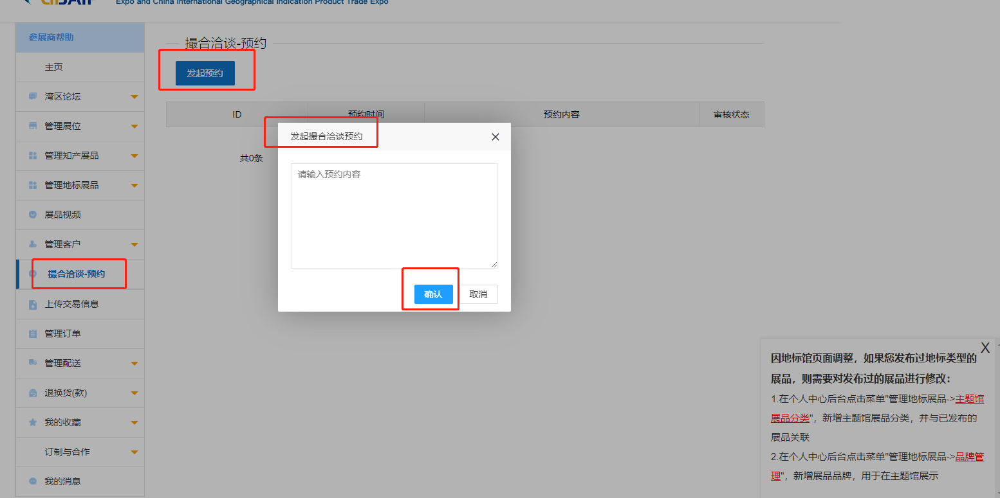 Expo and China International Geographical Indication Product Trade Expo
参展商帮助
主页
湾区论坛
管理展位
管理知产展品
管理地标展品
展品视频
管理客户
撮合洽谈-预约
上传交易信息
管理订单
管理配送
退换货(款)
我的收藏
订制与合作
我的消息
撮合洽谈-预约
发起预约
ID 预约时间 预约内容 审核状态
共0条
发起撮合洽谈预约
请输入预约内容
确认 取消
X
因地标馆页面调整，如果您发布过地标类型的
展品，则需要对发布过的展品进行修改：
1.在个人中心后台点击菜单"管理地标展品->主题馆
展品分类"，新增主题馆展品分类，并与已发布的
展品关联
2.在个人中心后台点击菜单"管理地标展品->品牌管
理"，新增展品品牌，用于在主题馆展示